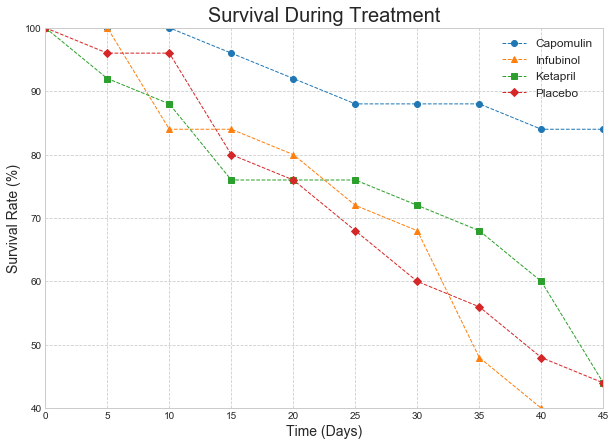 Survival During Treatment
Capomulin
Infubinol
Ketapril
Placebo
Survival Rate (%)
100
90
80
70
60
50
40
0 5 10 15 20 25 30 35 40 45
Time (Days)